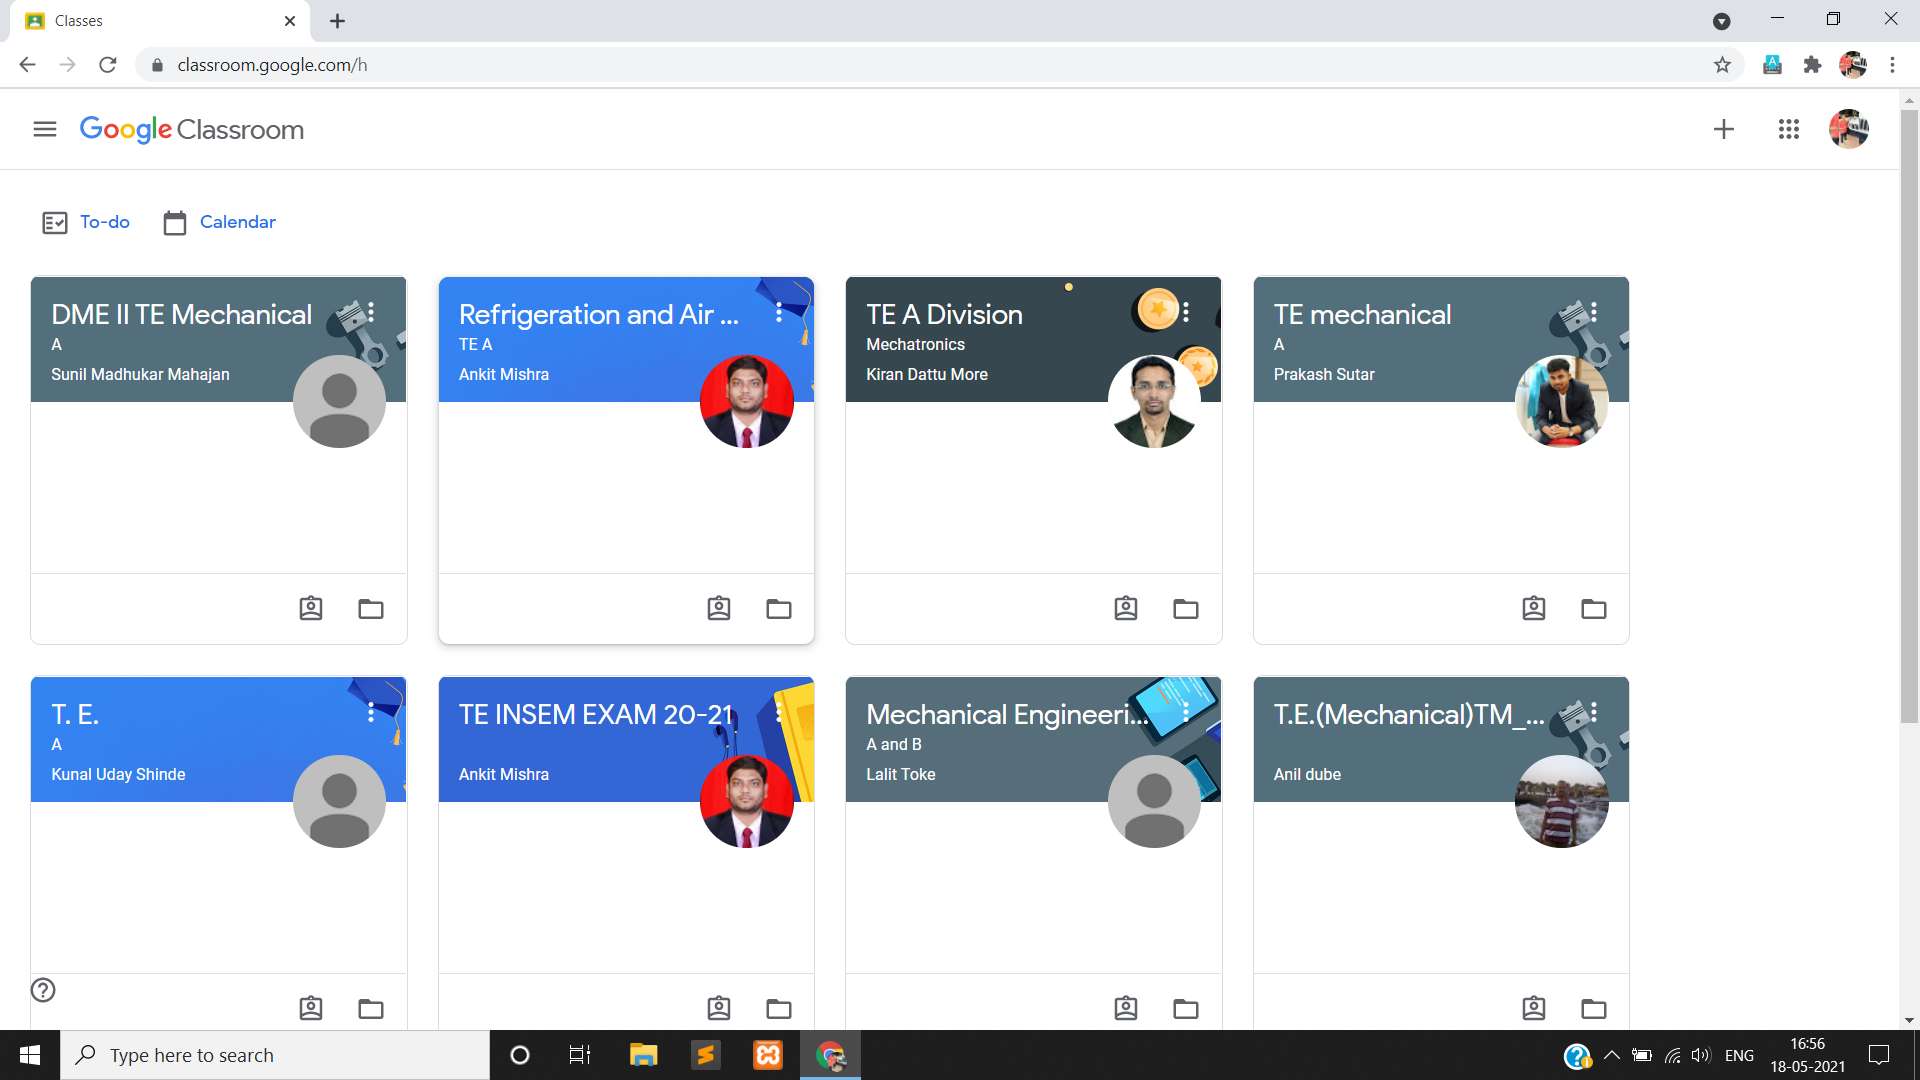 Classes
classroom.google.com/h
Google Classroom
To-do
Calendar
DME II TE Mechanical
A
Sunil Madhukar Mahajan
Refrigeration and Air ...
TE A
Ankit Mishra
TE A Division
Mechatronics
Kiran Dattu More
TE mechanical
A
Prakash Sutar
T. E.
A
Kunal Uday Shinde
TE INSEM EXAM 20-21
Ankit Mishra
Mechanical Engineeri...
A and B
Lalit Toke
T.E.(Mechanical)TM_...
Anil dube
Type here to search
ENG
16:56
18-05-2021